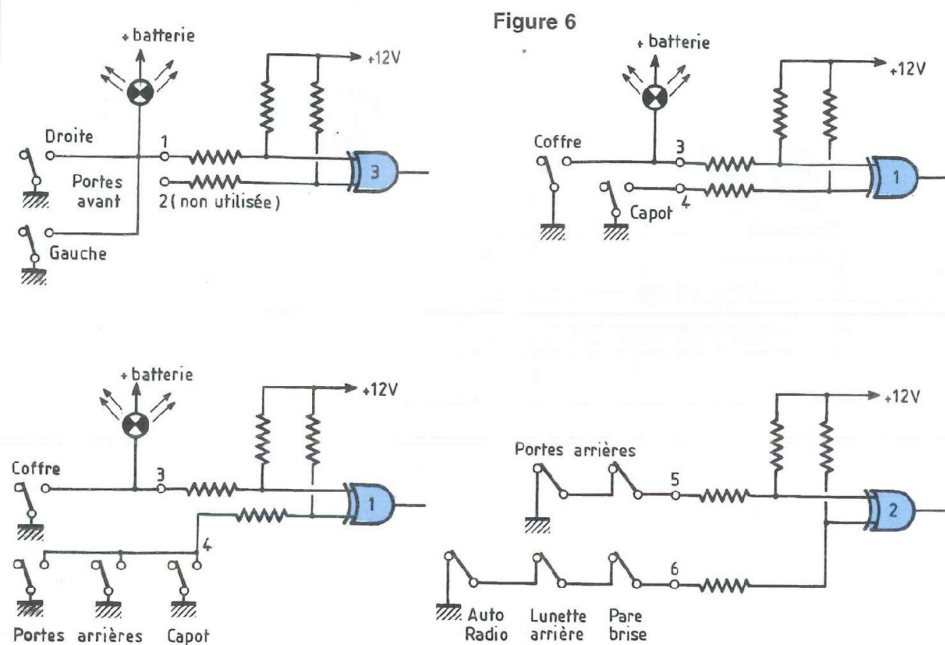 Figure 6
+ batterie
+12V
Droite
1
Portes
avant
2 (non utilisée)
3
Gauche
+ batterie
+12V
Coffre
3
1
4
Capot
+ batterie
+12V
Coffre
3
1
4
Portes arrières Capot
+12V
Portes arrières
5
2
6
Auto
Radio
Lunette
arrière
Pare
brise